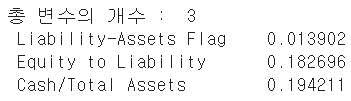 총 변수의 개수 :  3
Liability-Assets Flag    0.013902
Equity to Liability      0.182696
Cash/Total Assets        0.194211